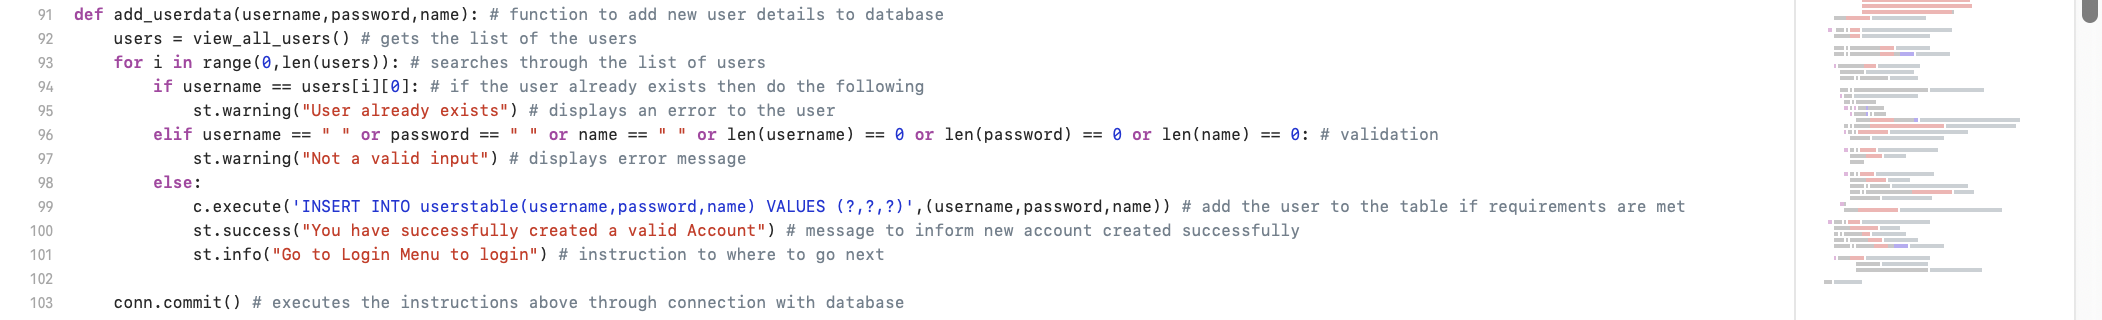 91 def add_userdata(username,password,name): # function to add new user details to database
92 users = view_all_users() # gets the list of the users
93 for i in range(0,len(users)): # searches through the list of users
94 if username == users[i][0]: # if the user already exists then do the following
95 st.warning("User already exists") # displays an error to the user
96 elif username == " " or password == " " or name == " " or len(username) == 0 or len(password) == 0 or len(name) == 0: # validation
97 st.warning("Not a valid input") # displays error message
98 else:
99 c.execute('INSERT INTO userstable(username,password,name) VALUES (?,?,?)',(username,password,name)) # add the user to the table if requirements are met
100 st.success("You have successfully created a valid Account") # message to inform new account created successfully
101 st.info("Go to Login Menu to login") # instruction to where to go next
102
103 conn.commit() # executes the instructions above through connection with database